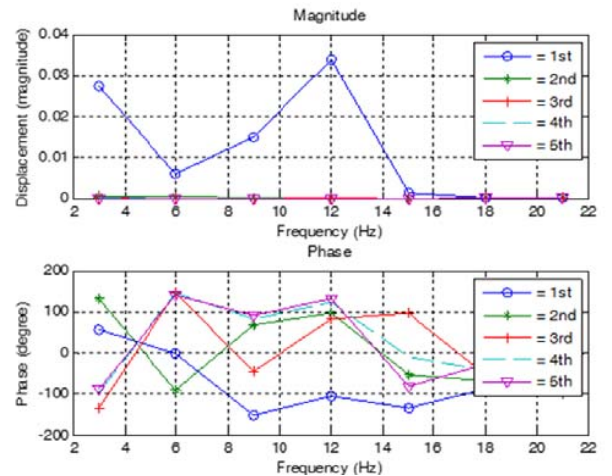 Magnitude
0.04
0.03
0.02
0.01
0
Displacement (magnitude)
= 1st
= 2nd
= 3rd
= 4th
= 5th
2 4 6 8 10 12 14 16 18 20 22
Frequency (Hz)
Phase
200
100
0
-100
-200
Phase (degree)
= 1st
= 2nd
= 3rd
= 4th
= 5th
2 4 6 8 10 12 14 16 18 20 22
Frequency (Hz)